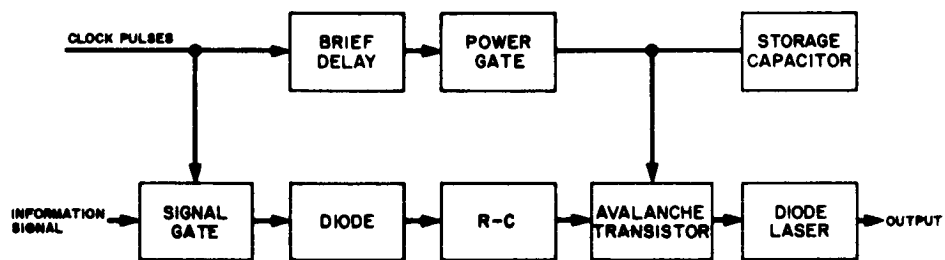 CLOCK PULSES
BRIEF
DELAY
POWER
GATE
STORAGE
CAPACITOR
INFORMATION
SIGNAL
SIGNAL
GATE
DIODE
R-C
AVALANCHE
TRANSISTOR
DIODE
LASER
OUTPUT